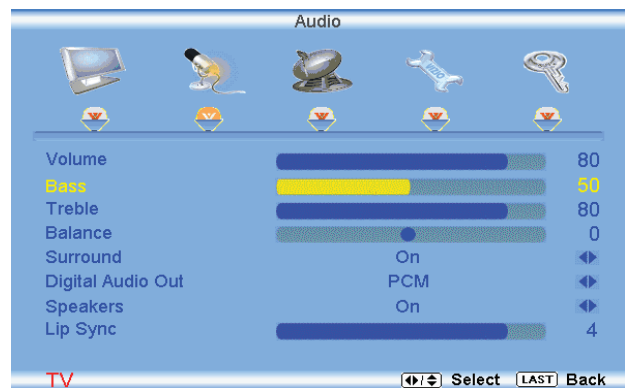 Audio
VIZIO
Volume 80
Bass 50
Treble 80
Balance 0
Surround On
Digital Audio Out PCM
Speakers On
Lip Sync 4
TV Select LAST Back